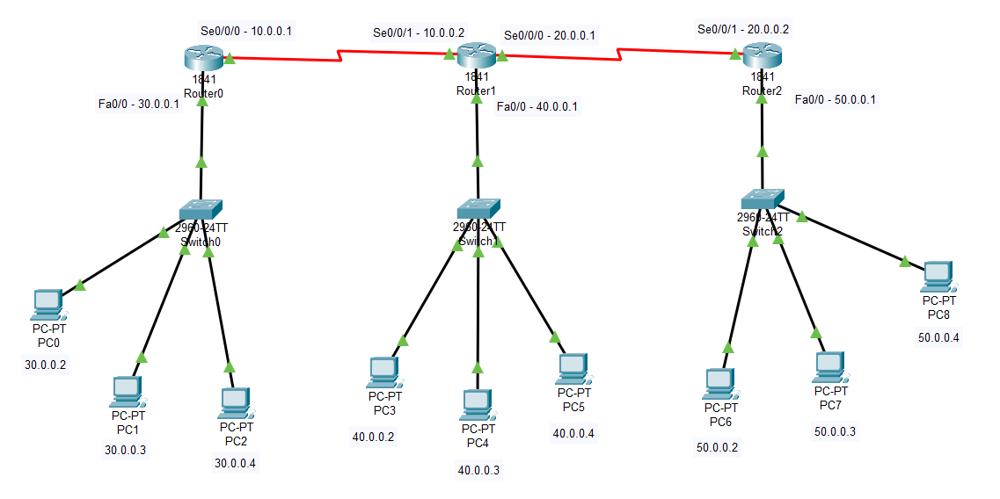 Se0/0/0 - 10.0.0.1
Se0/0/1 - 10.0.0.2
Se0/0/0 - 20.0.0.1
Se0/0/1 - 20.0.0.2
1841
Router0
1841
Router1
1841
Router2
Fa0/0 - 30.0.0.1
Fa0/0 - 40.0.0.1
Fa0/0 - 50.0.0.1
2960-24TT
Switch0
2960-24TT
Switch1
2960-24TT
Switch2
PC-PT
PC0
30.0.0.2
PC-PT
PC1
30.0.0.3
PC-PT
PC2
30.0.0.4
PC-PT
PC3
40.0.0.2
PC-PT
PC4
40.0.0.3
PC-PT
PC5
40.0.0.4
PC-PT
PC6
50.0.0.2
PC-PT
PC7
50.0.0.3
PC-PT
PC8
50.0.0.4